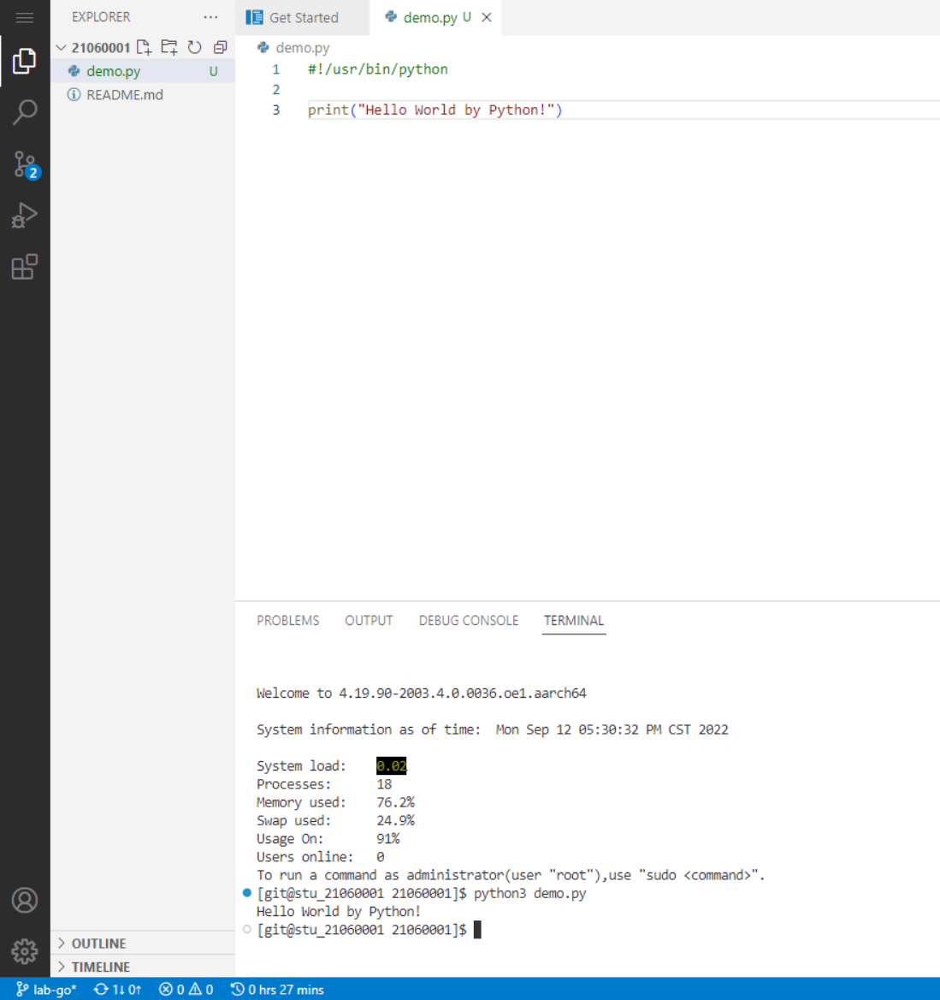 EXPLORER ...
Get Started
demo.py U
21060001
demo.py U
README.md
demo.py
1 #!/usr/bin/python
2
3 print("Hello World by Python!")
2
PROBLEMS OUTPUT DEBUG CONSOLE TERMINAL
Welcome to 4.19.90-2003.4.0.0036.oe1.aarch64
System information as of time:  Mon Sep 12 05:30:32 PM CST 2022
System load: 0.02
Processes: 18
Memory used: 76.2%
Swap used: 24.9%
Usage On: 91%
Users online: 0
To run a command as administrator(user "root"),use "sudo <command>".
[git@stu_21060001 21060001]$ python3 demo.py
Hello World by Python!
[git@stu_21060001 21060001]$
OUTLINE
TIMELINE
lab-go* 1↓ 0↑ 0 0 0 hrs 27 mins